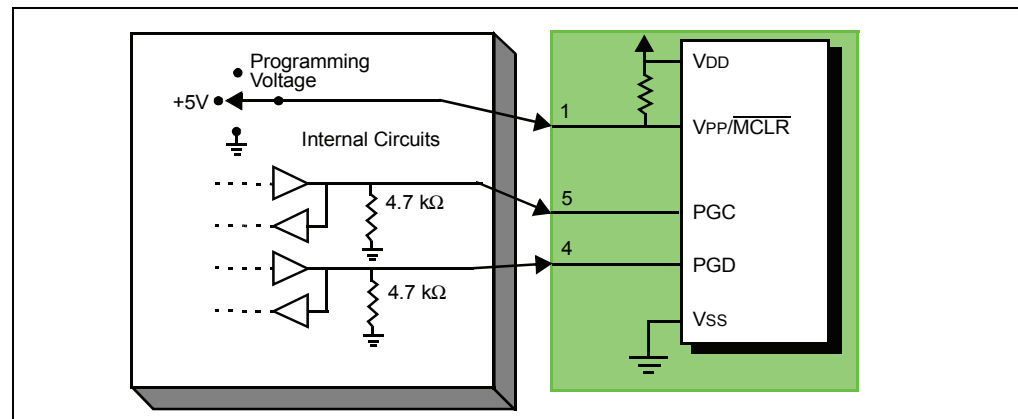 Programming
Voltage
+5V
Internal Circuits
4.7 kΩ
4.7 kΩ
1
5
4
VDD
VPP/M̅C̅L̅R̅
PGC
PGD
VSS